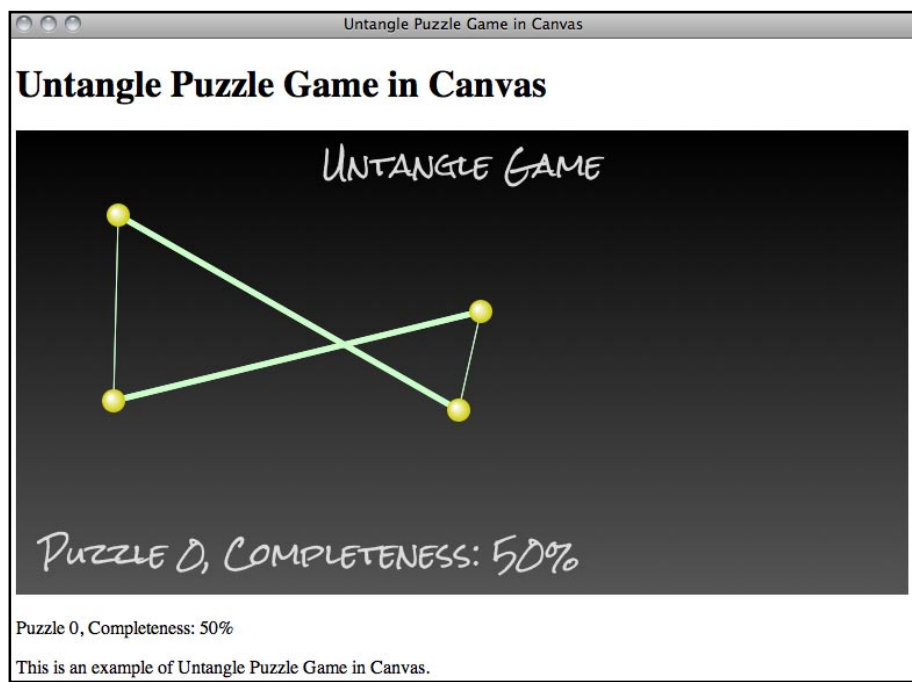 Untangle Puzzle Game in Canvas
Untangle Puzzle Game in Canvas
Untangle Game
Puzzle 0, Completeness: 50%
Puzzle 0, Completeness: 50%
This is an example of Untangle Puzzle Game in Canvas.